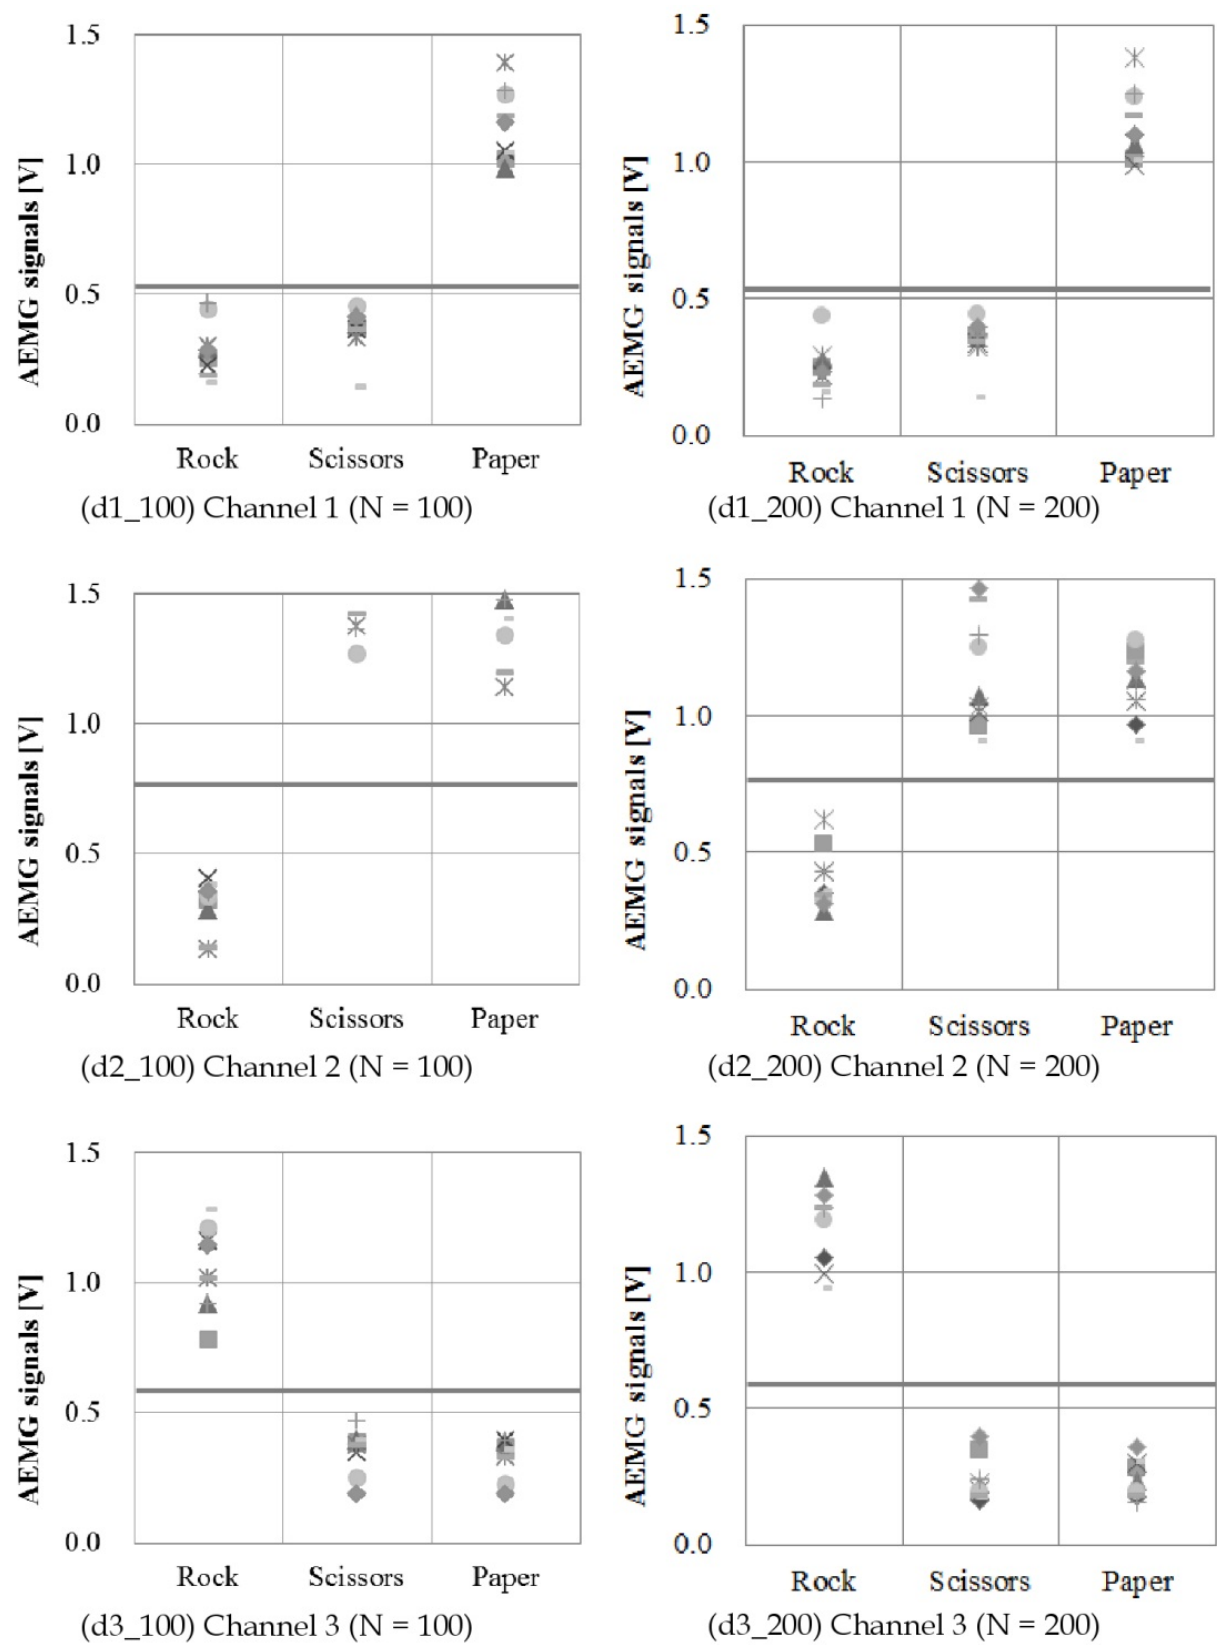 1.5
1.0
0.5
0.0
AEMG signals [V]
Rock Scissors Paper
(d1_100) Channel 1 (N = 100)
1.5
1.0
0.5
0.0
AEMG signals [V]
Rock Scissors Paper
(d1_200) Channel 1 (N = 200)
1.5
1.0
0.5
0.0
AEMG signals [V]
Rock Scissors Paper
(d2_100) Channel 2 (N = 100)
1.5
1.0
0.5
0.0
AEMG signals [V]
Rock Scissors Paper
(d2_200) Channel 2 (N = 200)
1.5
1.0
0.5
0.0
AEMG signals [V]
Rock Scissors Paper
(d3_100) Channel 3 (N = 100)
1.5
1.0
0.5
0.0
AEMG signals [V]
Rock Scissors Paper
(d3_200) Channel 3 (N = 200)